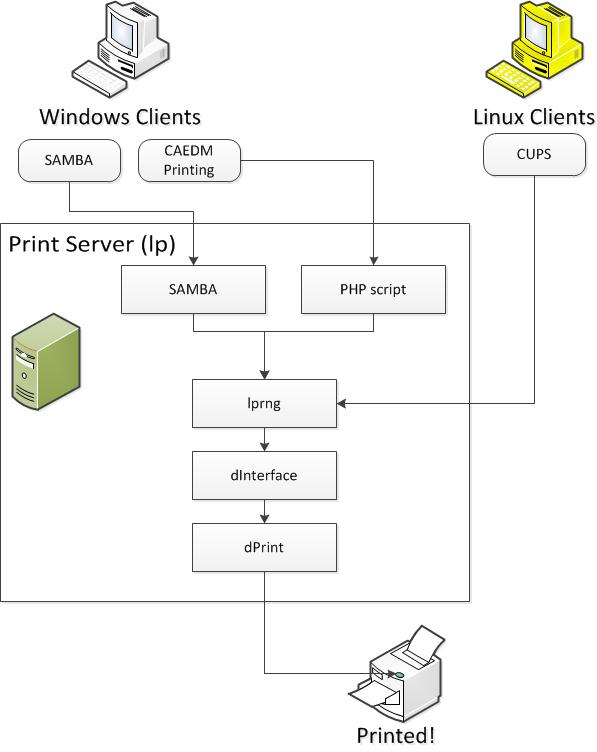 Windows Clients
Linux Clients
SAMBA
CAEDM
Printing
CUPS
Print Server (lp)
SAMBA
PHP script
lprng
dInterface
dPrint
Printed!